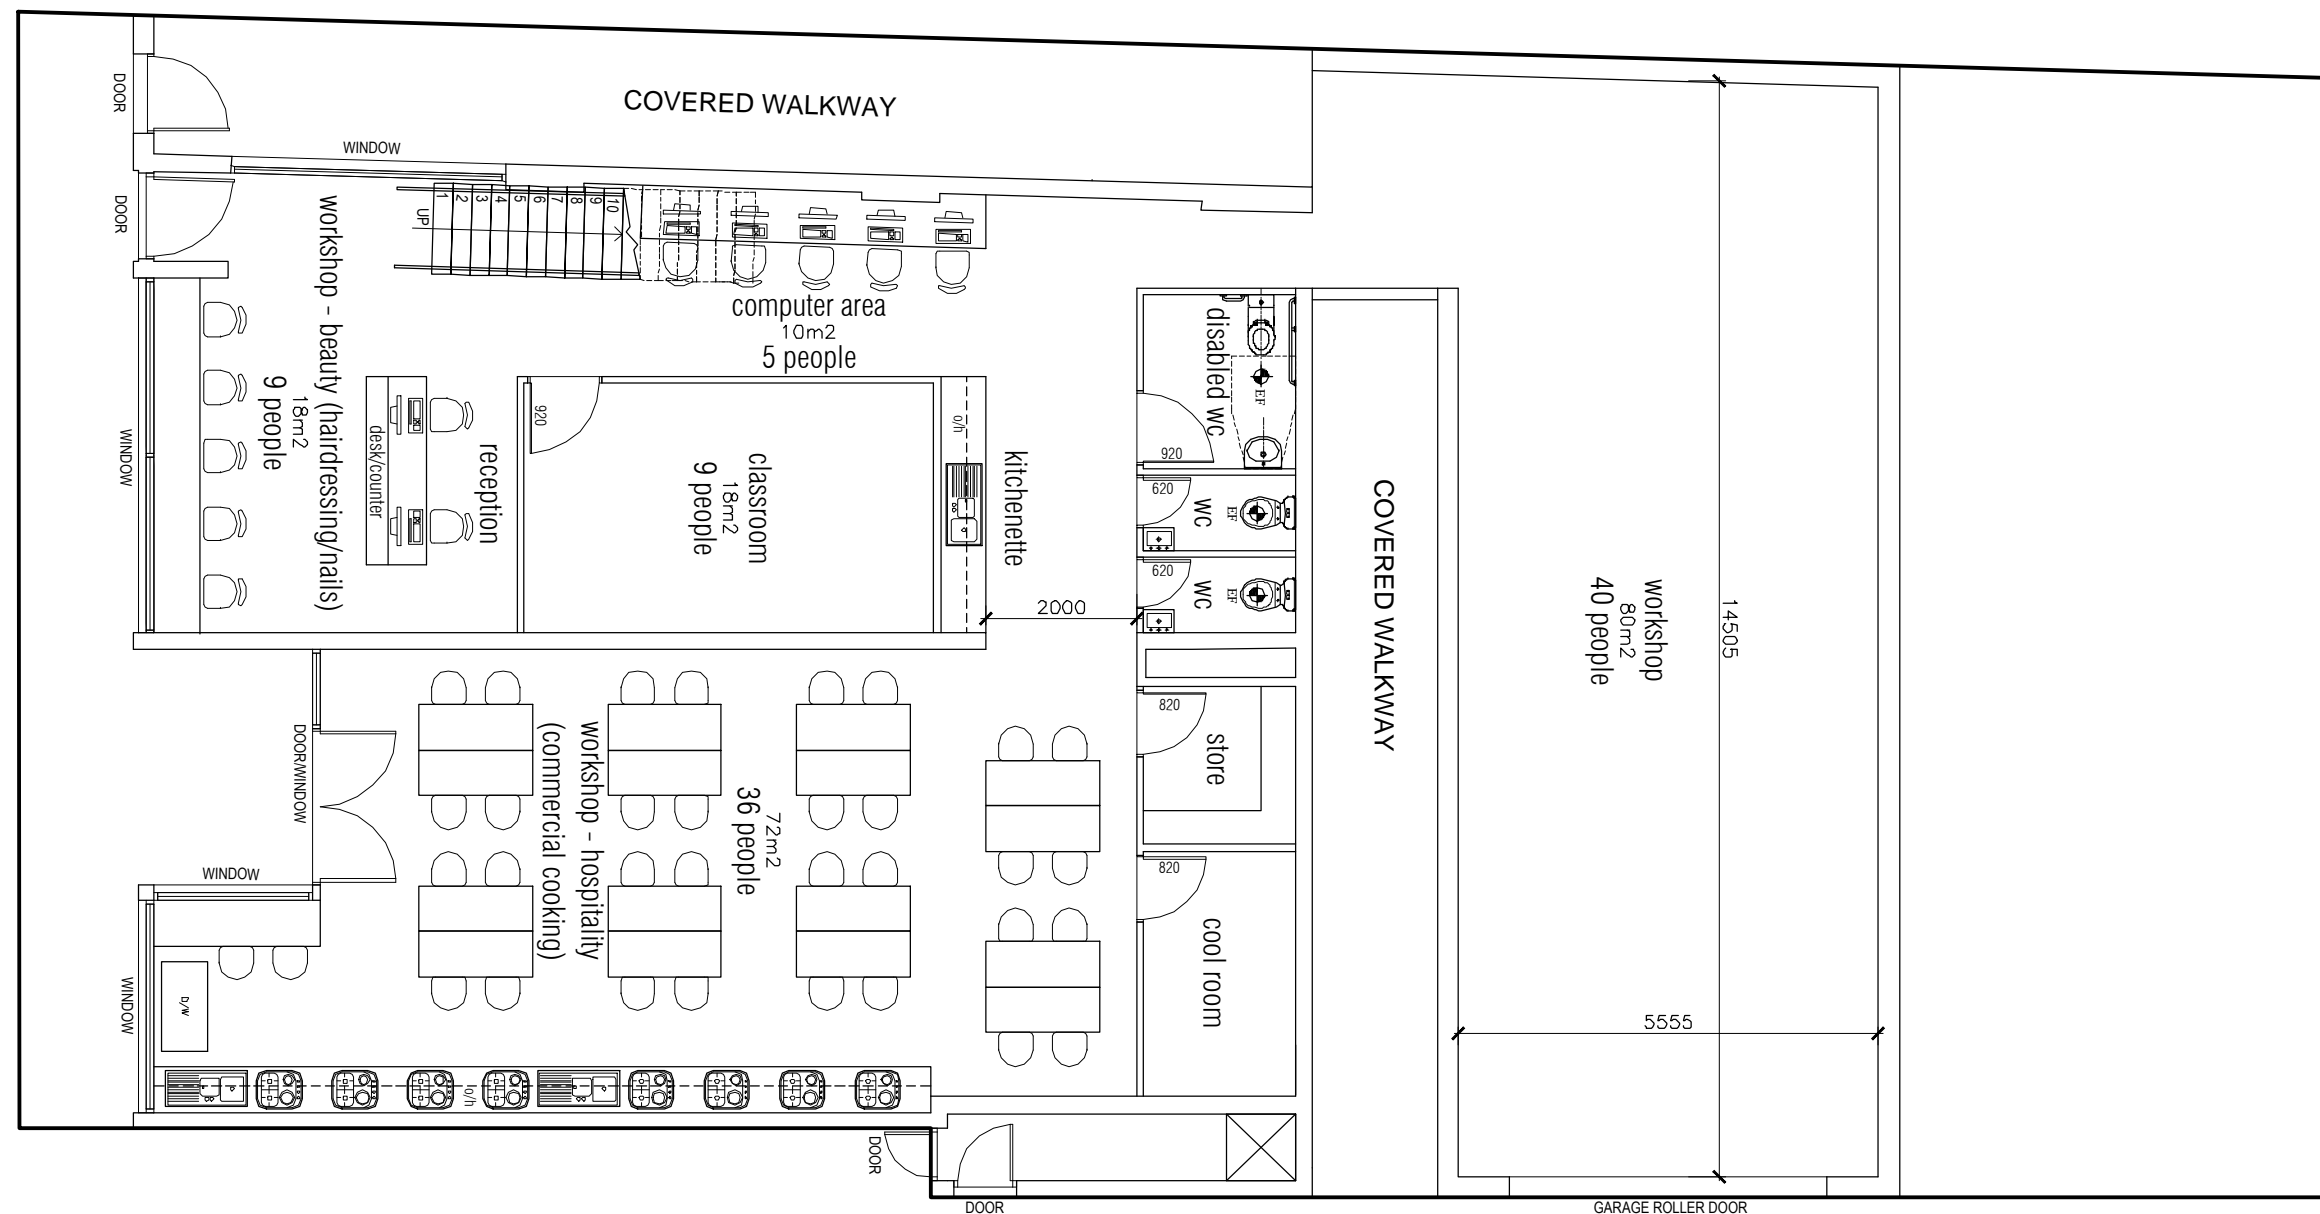 COVERED WALKWAY
DOOR
WINDOW
DOOR
1
2
3
4
5
6
7
8
9
10
UP
computer area
10m2
5 people
workshop - beauty (hairdressing/nails)
18m2
9 people
WINDOW
desk/counter
reception
920
classroom
18m2
9 people
o/h
kitchenette
disabled wc
EF
920
620
WC
EF
620
WC
EF
2000
COVERED WALKWAY
workshop
80m2
40 people
14505
5555
DOOR/WINDOW
workshop - hospitality
(commercial cooking)
72m2
36 people
820
store
820
cool room
WINDOW
WINDOW
D/W
o/h
DOOR
DOOR
GARAGE ROLLER DOOR